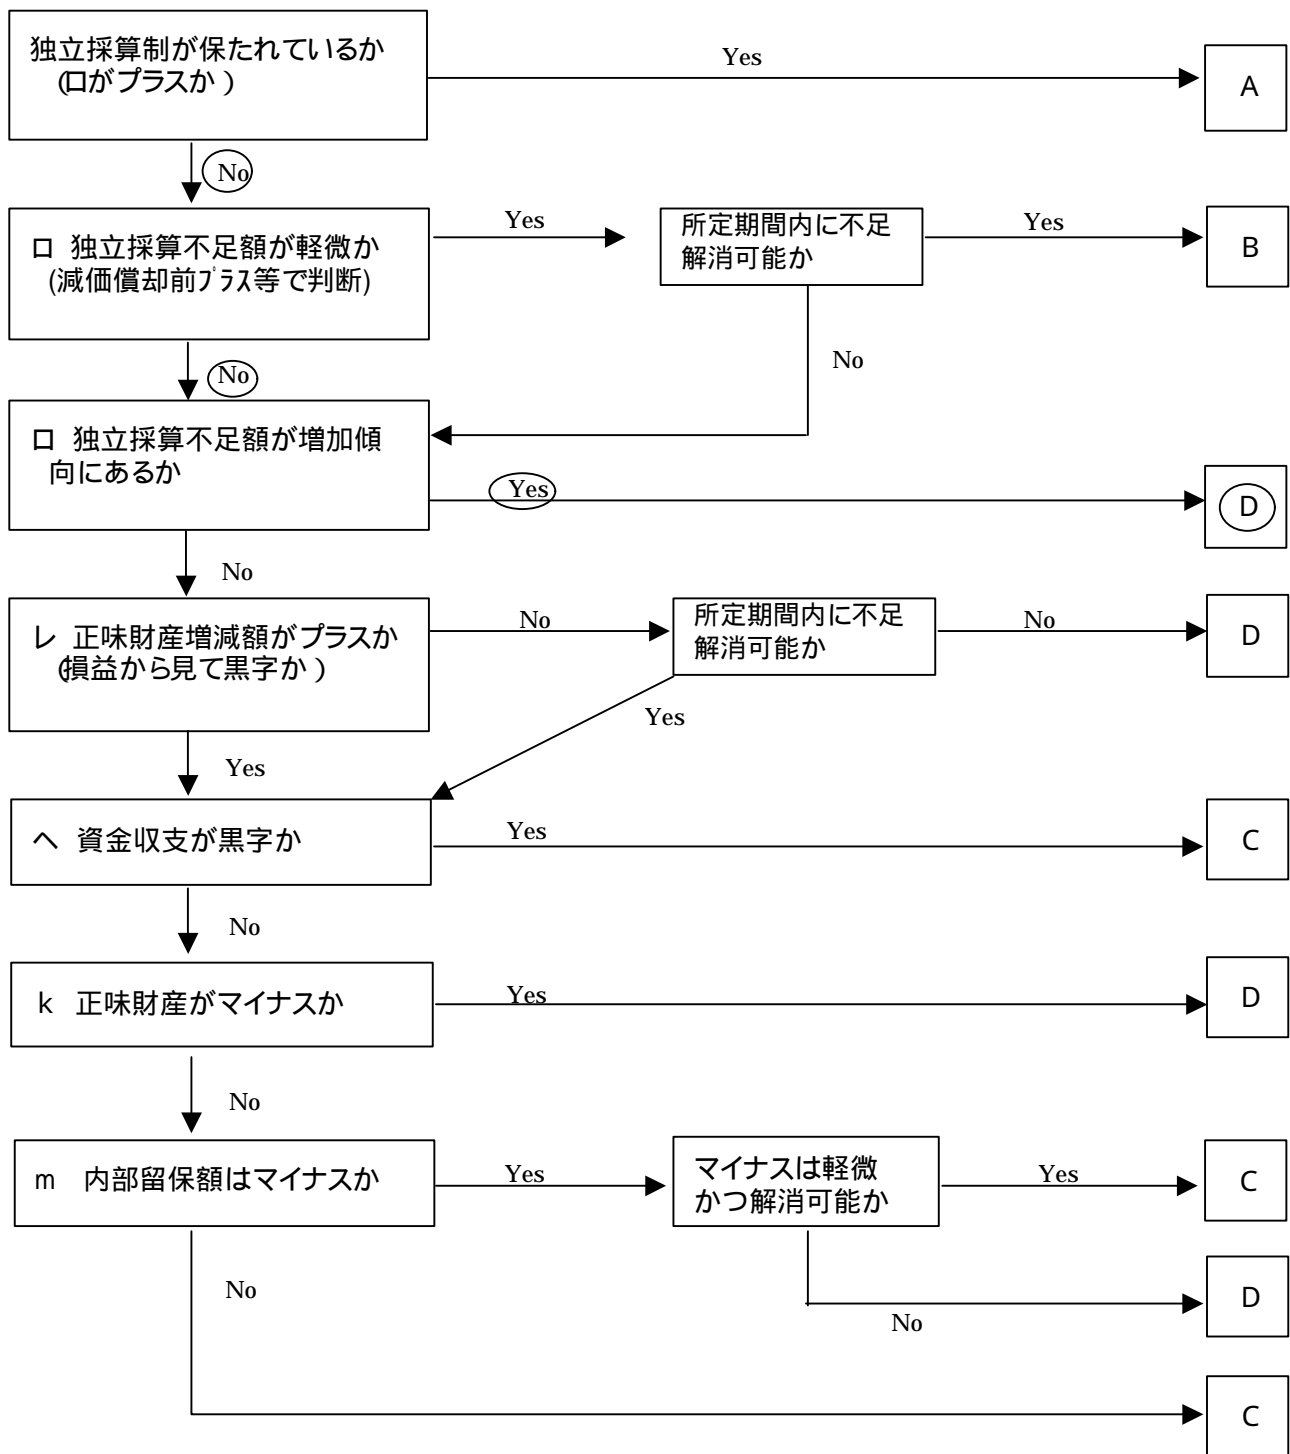 独立採算制が保たれているか
(ロがプラスか)
Yes
A
No
ロ 独立採算不足額が軽微か
(減価償却前プラス等で判断)
Yes
所定期間内に不足
解消可能か
Yes
B
No
No
ロ 独立採算不足額が増加傾
向にあるか
Yes
D
No
レ 正味財産増減額がプラスか
(損益から見て黒字か)
No
所定期間内に不足
解消可能か
No
D
Yes
Yes
ヘ 資金収支が黒字か
Yes
C
No
k 正味財産がマイナスか
Yes
D
No
m 内部留保額はマイナスか
Yes
マイナスは軽微
かつ解消可能か
Yes
C
No
No
D
C